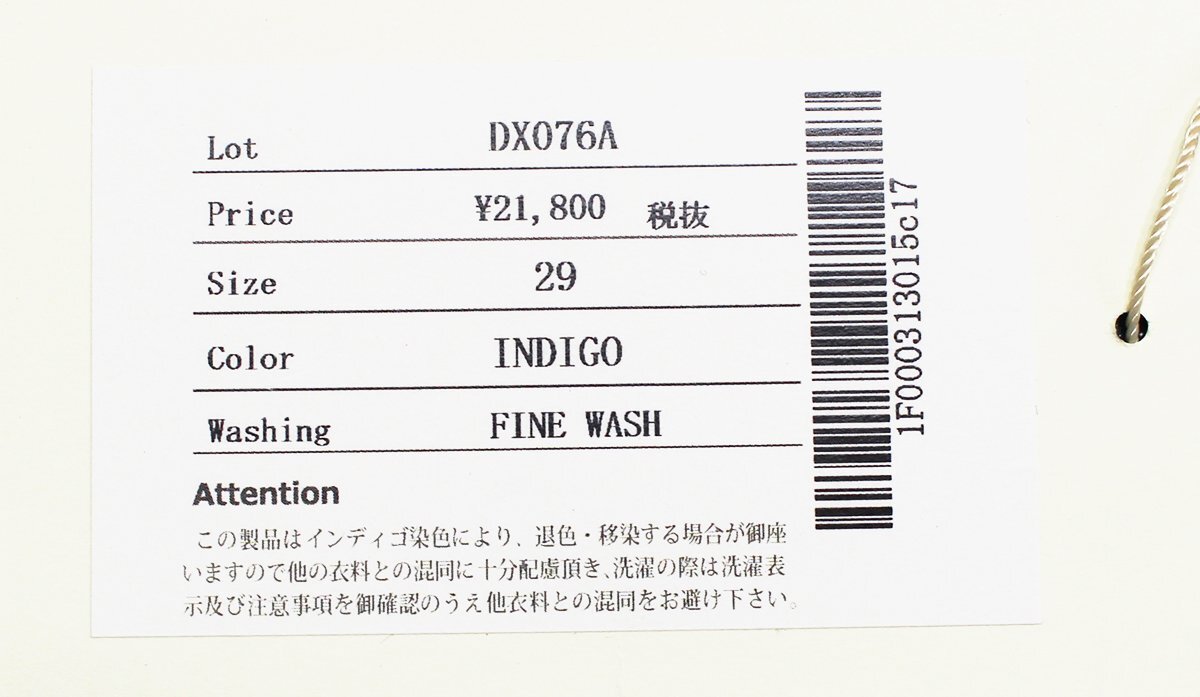 Lot DX076A
Price ¥21,800 税抜
Size 29
Color INDIGO
Washing FINE WASH
Attention
この製品はインディゴ染色により、退色・移染する場合が御座
いますので他の衣料との混同に十分配慮頂き、洗濯の際は洗濯表
示及び注意事項を御確認のうえ他衣料との混同をお避け下さい。
1F000313015c17